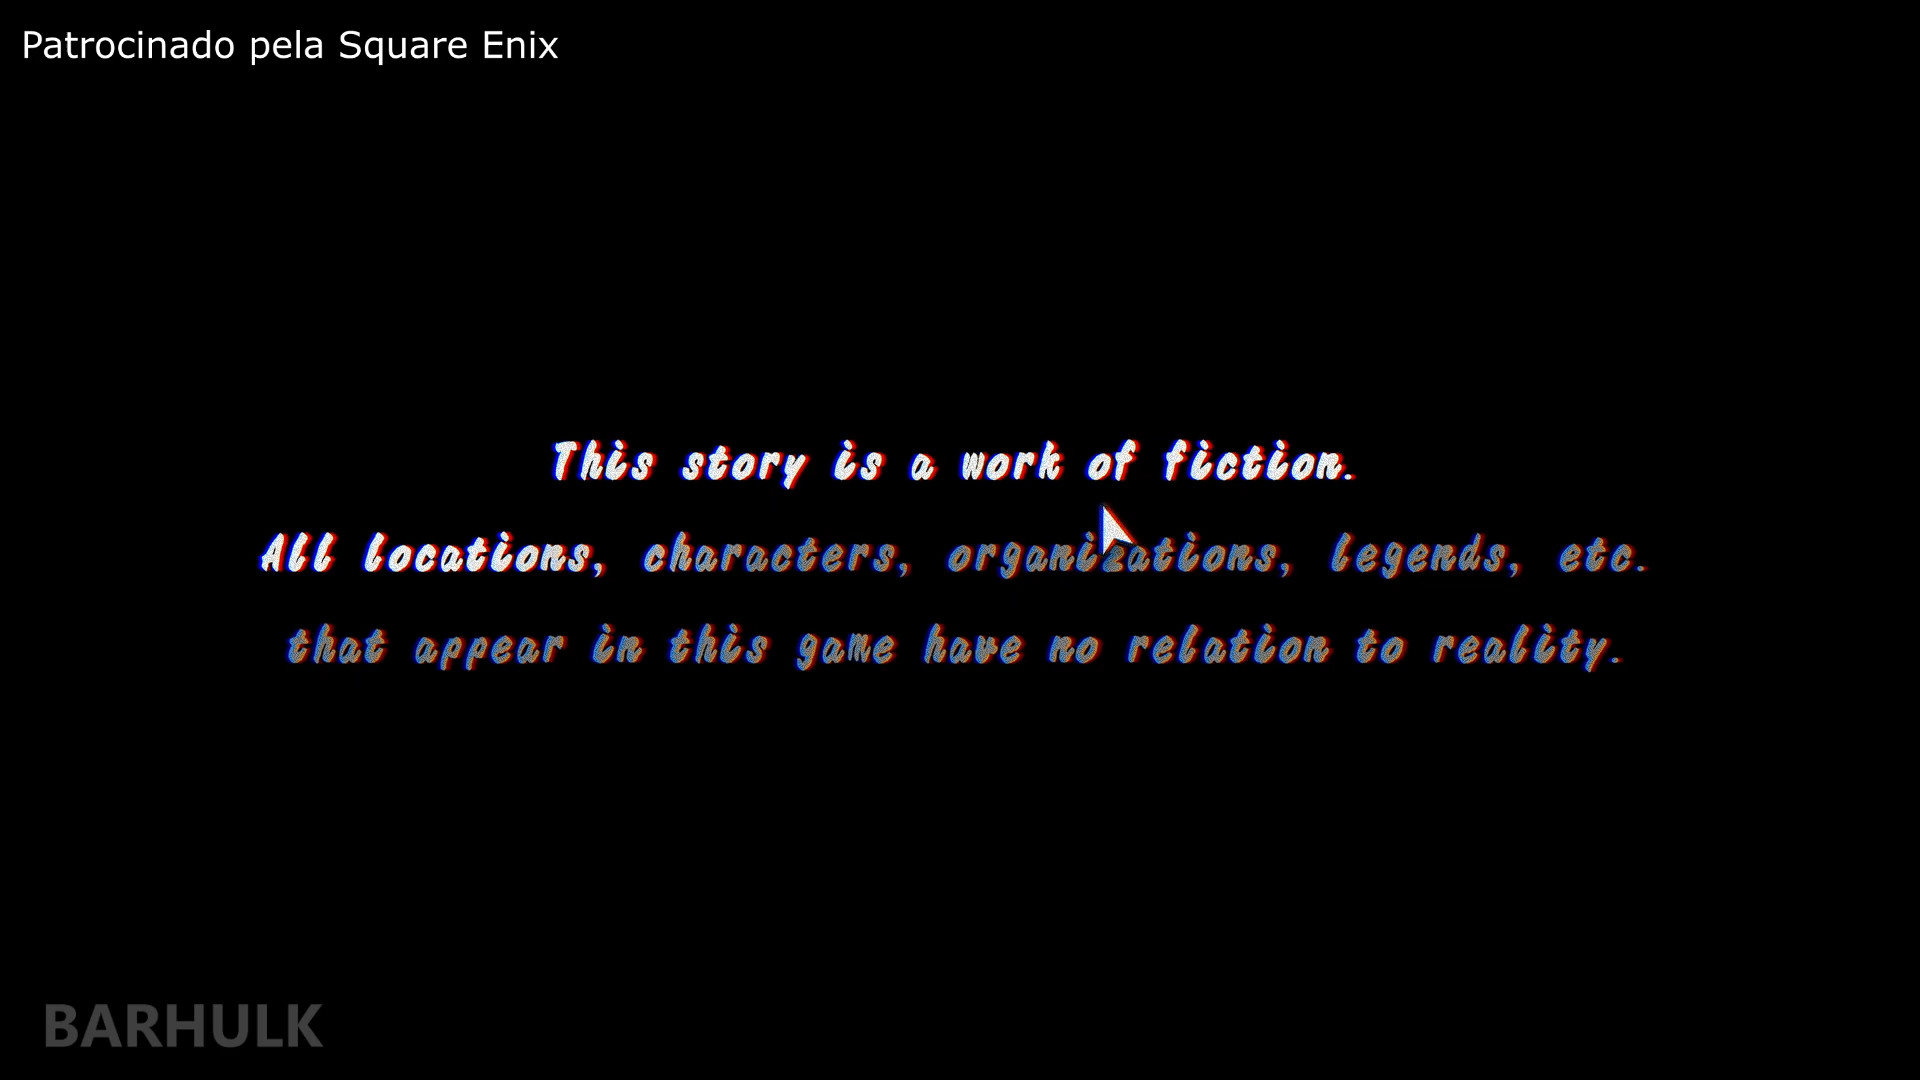 Patrocinado pela Square Enix
This story is a work of fiction.
All locations, characters, organizations, legends, etc.
that appear in this game have no relation to reality.
BARHULK